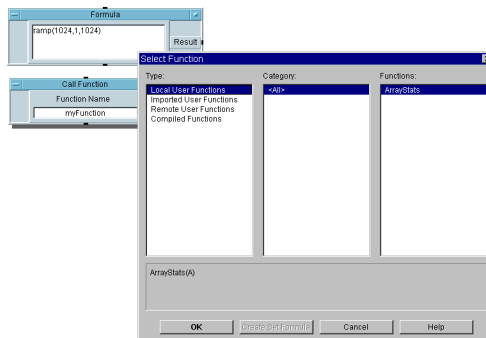 Formula
ramp(1024,1,1024)
Result
Call Function
Function Name
myFunction
Select Function
Type:
Local User Functions
Imported User Functions
Remote User Functions
Compiled Functions
Category:
<All>
Functions:
ArrayStats
ArrayStats(A)
OK
Create Set Formula
Cancel
Help